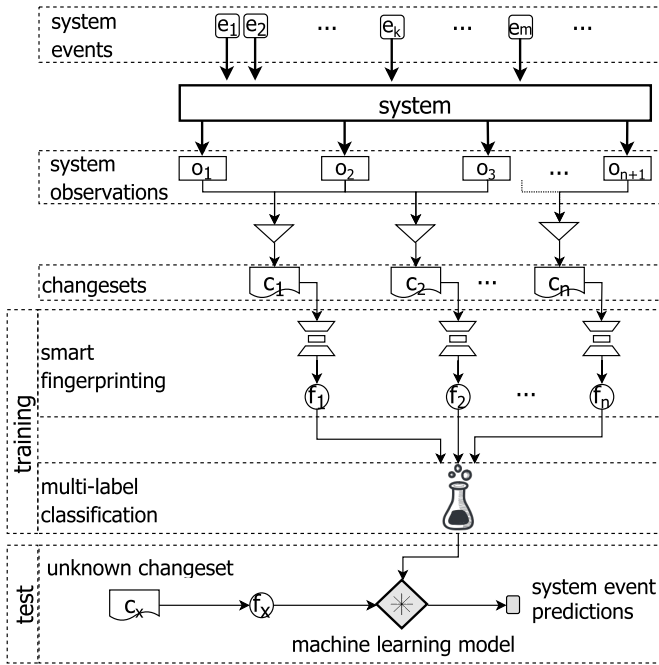 system
events
e1 e2 ... ek ... em ...
system
system
observations
o1 o2 o3 ... on+1
changesets
c1 c2 ... cn
training
smart
fingerprinting
f1 f2 ... fn
multi-label
classification
test
unknown changeset
cx fx
system event
predictions
machine learning model